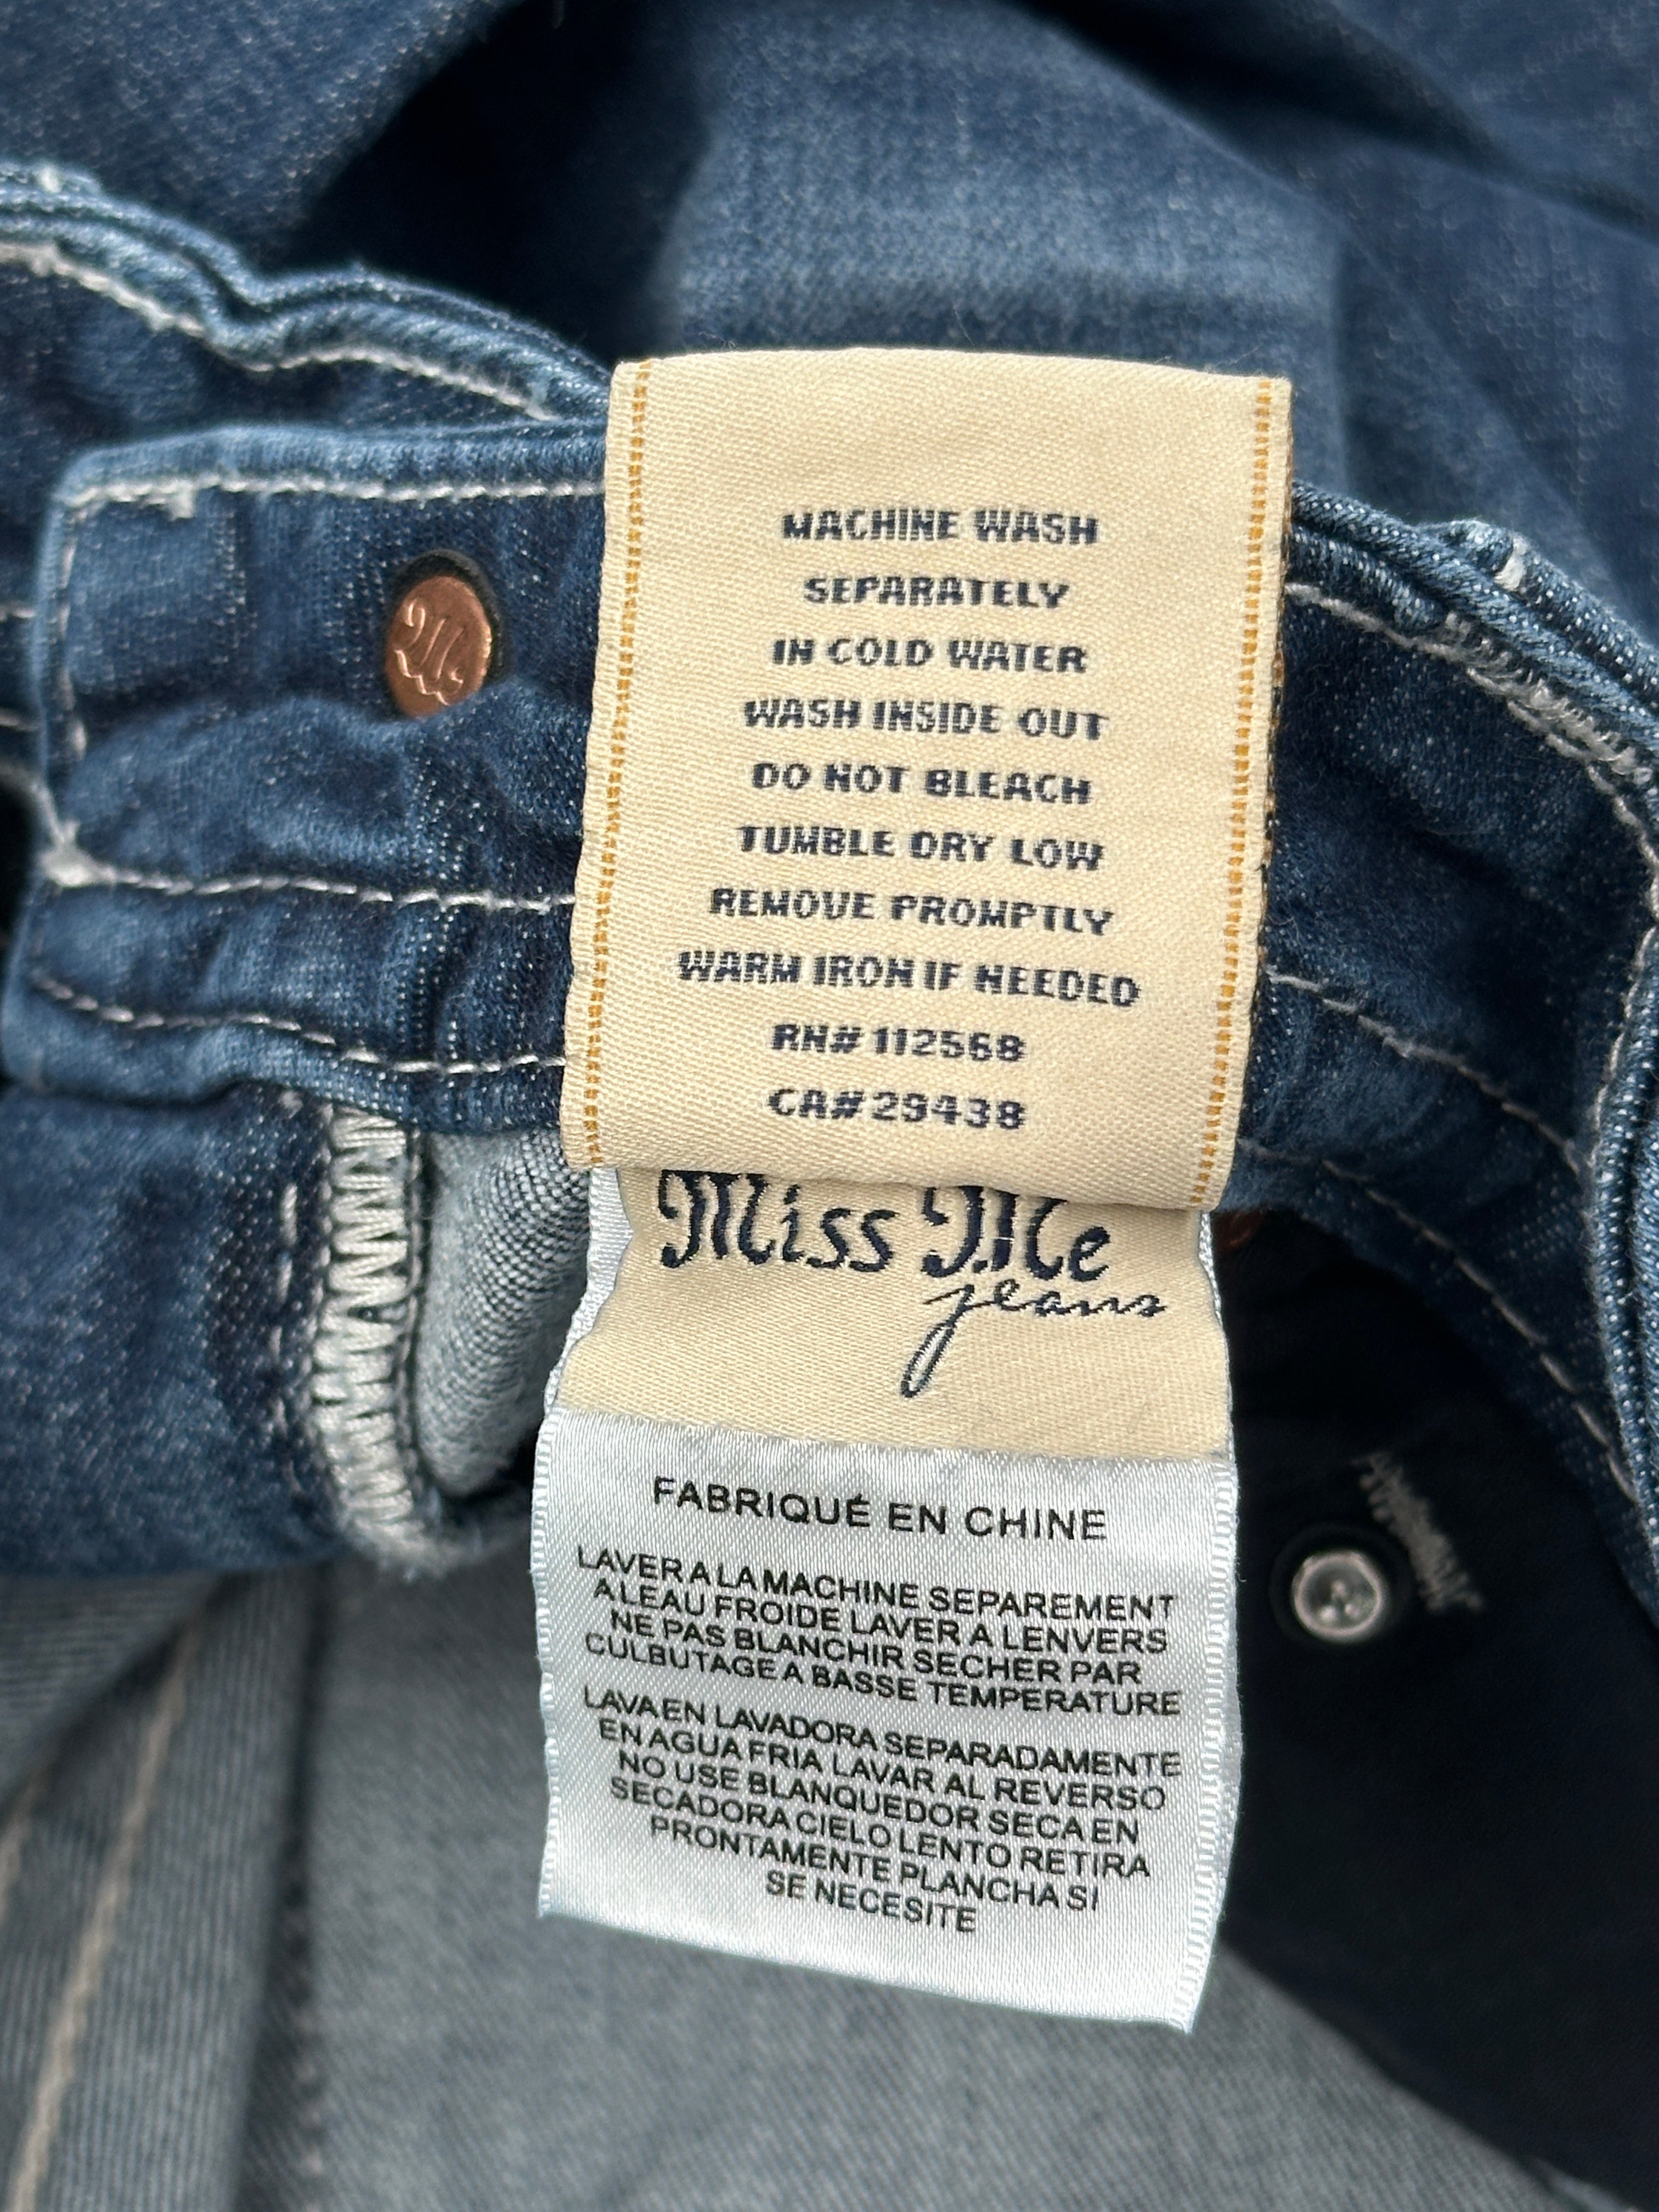 MACHINE WASH
SEPARATELY
IN COLD WATER
WASH INSIDE OUT
DO NOT BLEACH
TUMBLE DRY LOW
REMOVE PROMPTLY
WARM IRON IF NEEDED
RN# 112568
CA# 29438
Miss Me
jeans
FABRIQUÉ EN CHINE
LAVER A LA MACHINE SEPAREMENT
A LEAU FROIDE LAVER A LENVERS
NE PAS BLANCHIR SECHER PAR
CULBUTAGE A BASSE TEMPERATURE
LAVA EN LAVADORA SEPARADAMENTE
EN AGUA FRIA LAVAR AL REVERSO
NO USE BLANQUEDOR SECA EN
SECADORA CIELO LENTO RETIRA
PRONTAMENTE PLANCHA SI
SE NECESITE
M